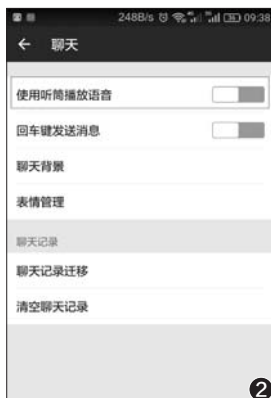 248B/s 36 09:38
← 聊天
使用听筒播放语音
回车键发送消息
聊天背景
表情管理
聊天记录
聊天记录迁移
清空聊天记录
2